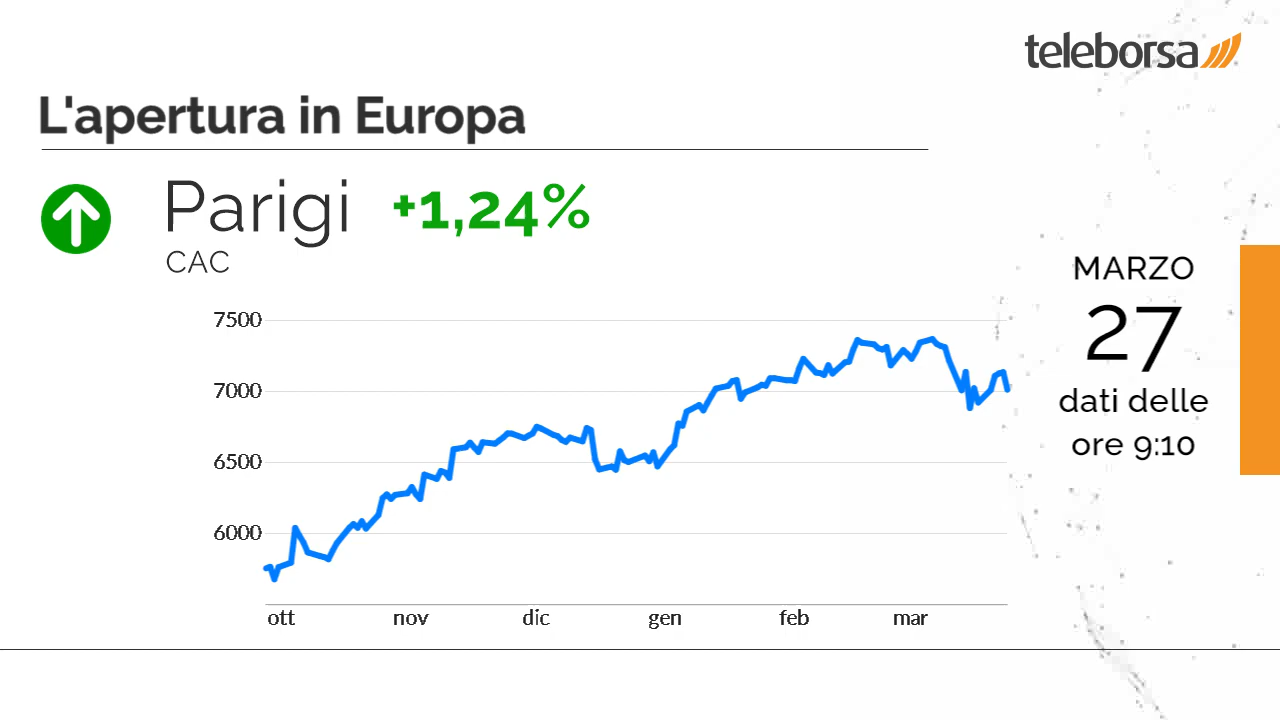 teleborsa
L'apertura in Europa
Parigi +1,24%
CAC
MARZO
27
dati delle
ore 9:10
7500
7000
6500
6000
ott nov dic gen feb mar